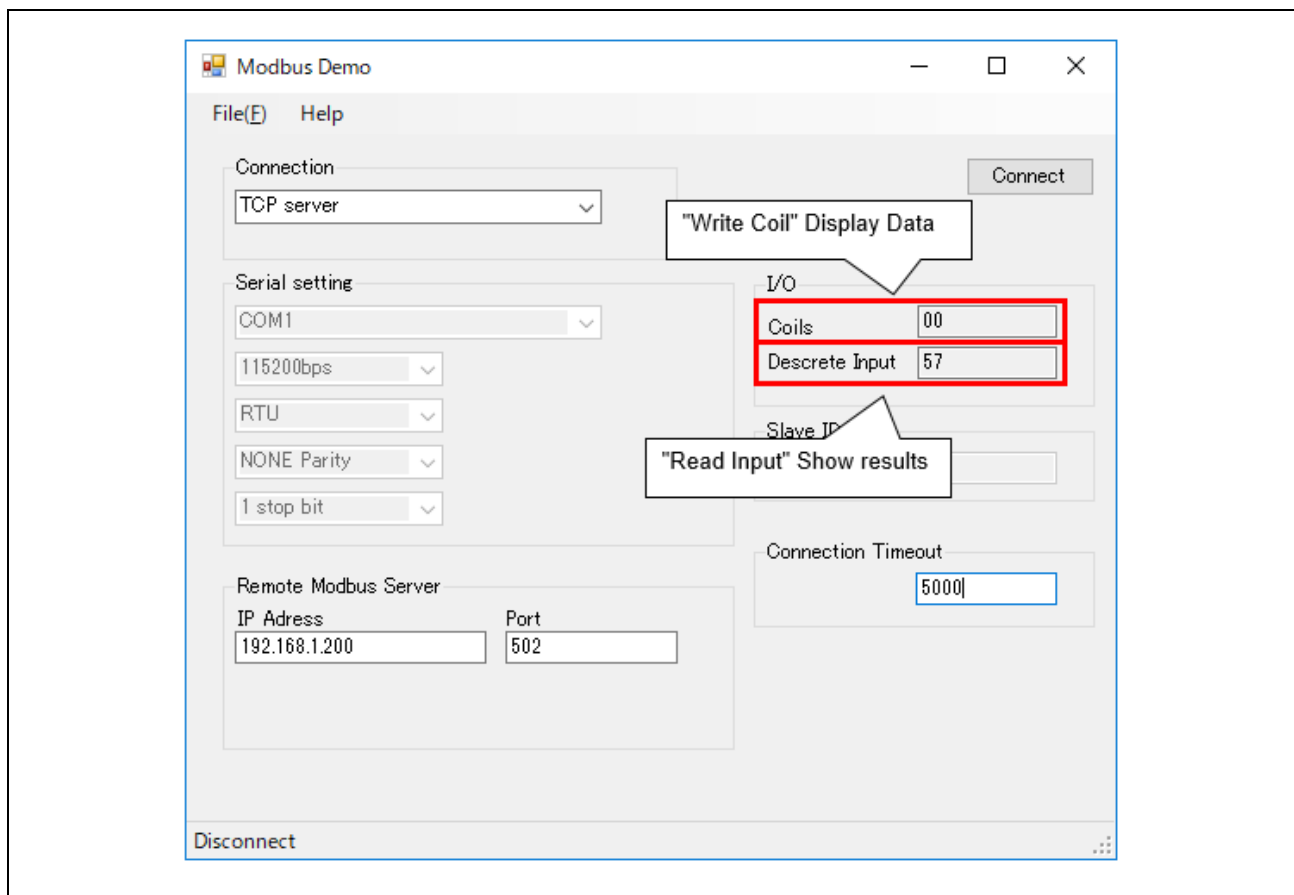 Modbus Demo
File(F) Help
Connection
TCP server
Connect
"Write Coil" Display Data
Serial setting
COM1
115200bps
RTU
NONE Parity
1 stop bit
I/O
Coils 00
Descrete Input 57
Slave ID
"Read Input" Show results
Connection Timeout
5000
Remote Modbus Server
IP Adress Port
192.168.1.200 502
Disconnect